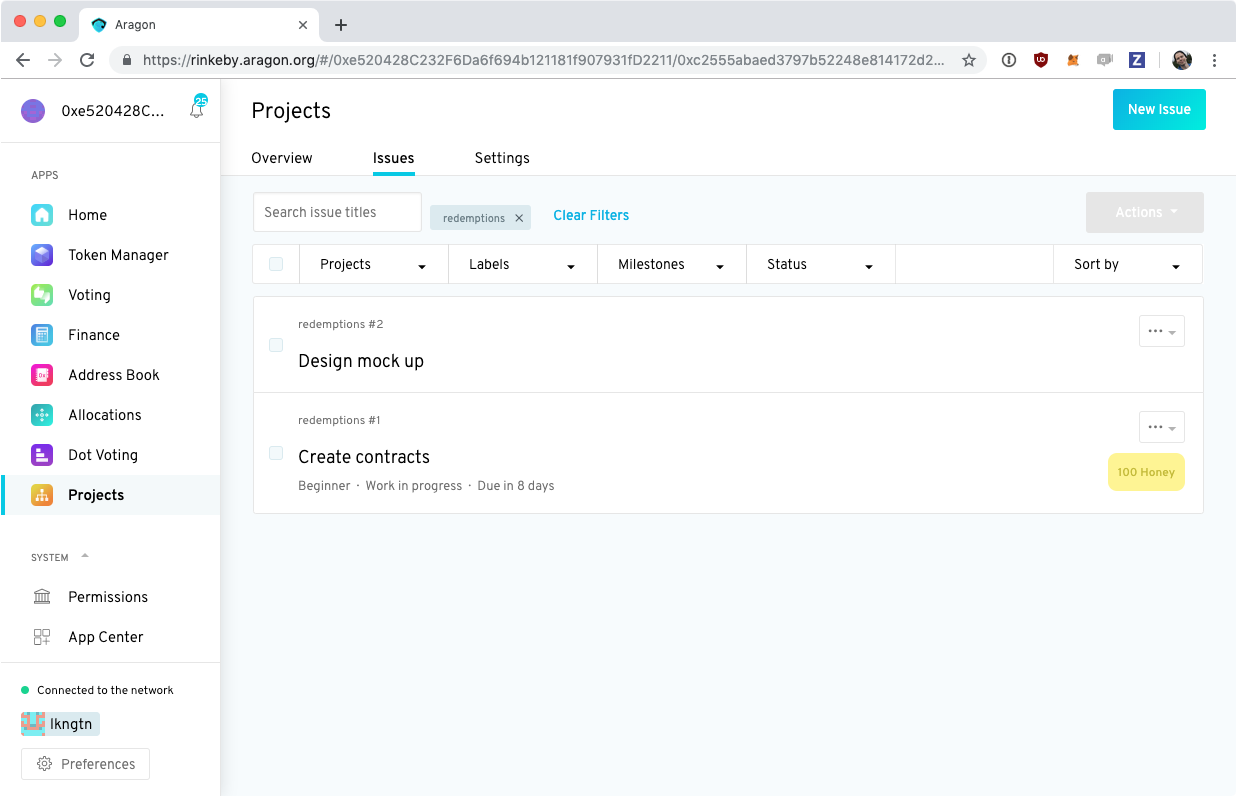 Aragon
https://rinkeby.aragon.org/#/0xe520428C232F6Da6f694b121181f907931fD2211/0xc2555abaed3797b52248e814172d2...
0xe520428C...
25
Projects
New Issue
Overview
Issues
Settings
APPS
Home
Token Manager
Voting
Finance
Address Book
Allocations
Dot Voting
Projects
SYSTEM
Permissions
App Center
Connected to the network
lkngtn
Preferences
Search issue titles
redemptions
Clear Filters
Actions
Projects
Labels
Milestones
Status
Sort by
redemptions #2
Design mock up
redemptions #1
Create contracts
Beginner · Work in progress · Due in 8 days
100 Honey